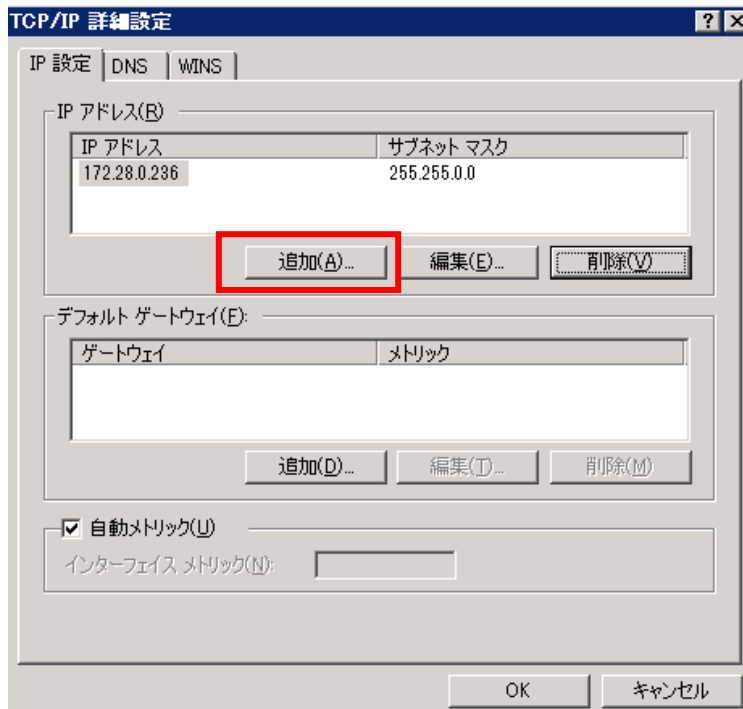 TCP/IP 詳細設定
IP 設定 DNS WINS
IP アドレス(R)
IP アドレス サブネット マスク
172.28.0.236 255.255.0.0
追加(A)... 編集(E)... 削除(V)
デフォルト ゲートウェイ(F):
ゲートウェイ メトリック
追加(D)... 編集(T)... 削除(M)
自動メトリック(U)
インターフェイス メトリック(N):
OK キャンセル